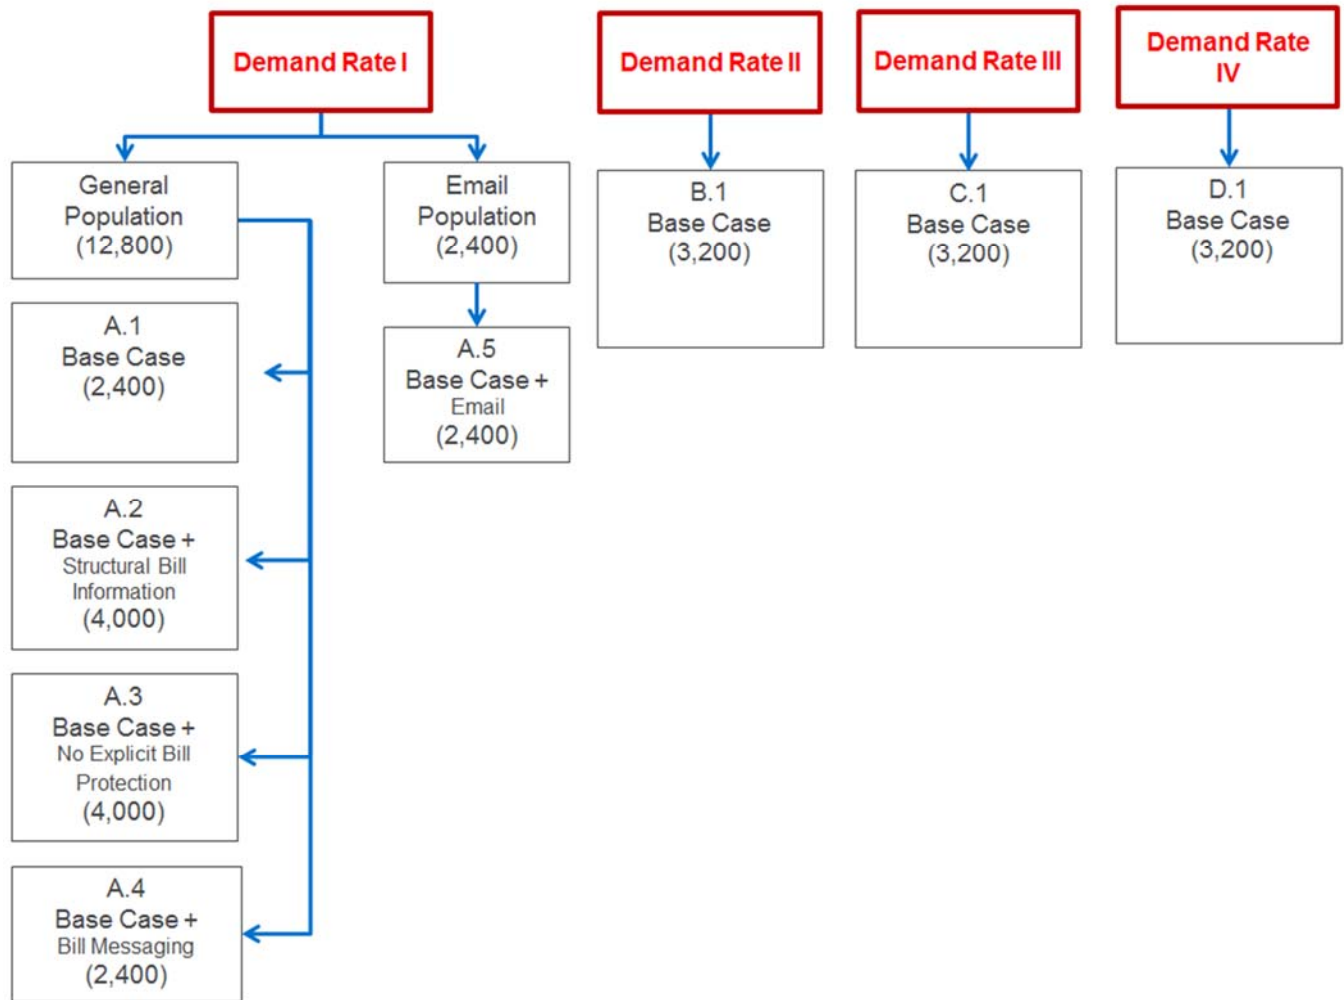 Demand Rate I
General
Population
(12,800)
A.1
Base Case
(2,400)
A.2
Base Case +
Structural Bill
Information
(4,000)
A.3
Base Case +
No Explicit Bill
Protection
(4,000)
A.4
Base Case +
Bill Messaging
(2,400)
Email
Population
(2,400)
A.5
Base Case +
Email
(2,400)
Demand Rate II
B.1
Base Case
(3,200)
Demand Rate III
C.1
Base Case
(3,200)
Demand Rate
IV
D.1
Base Case
(3,200)